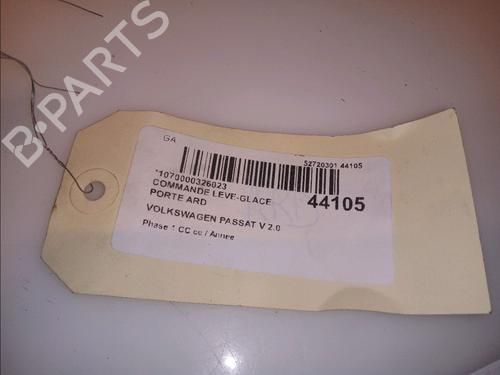 GA
52720301 44105
*1070000326023
COMMANDE LEVE-GLACE
PORTE ARD
44105
VOLKSWAGEN PASSAT V 2.0
Phase 1 CC cc / Annee
B-PARTS